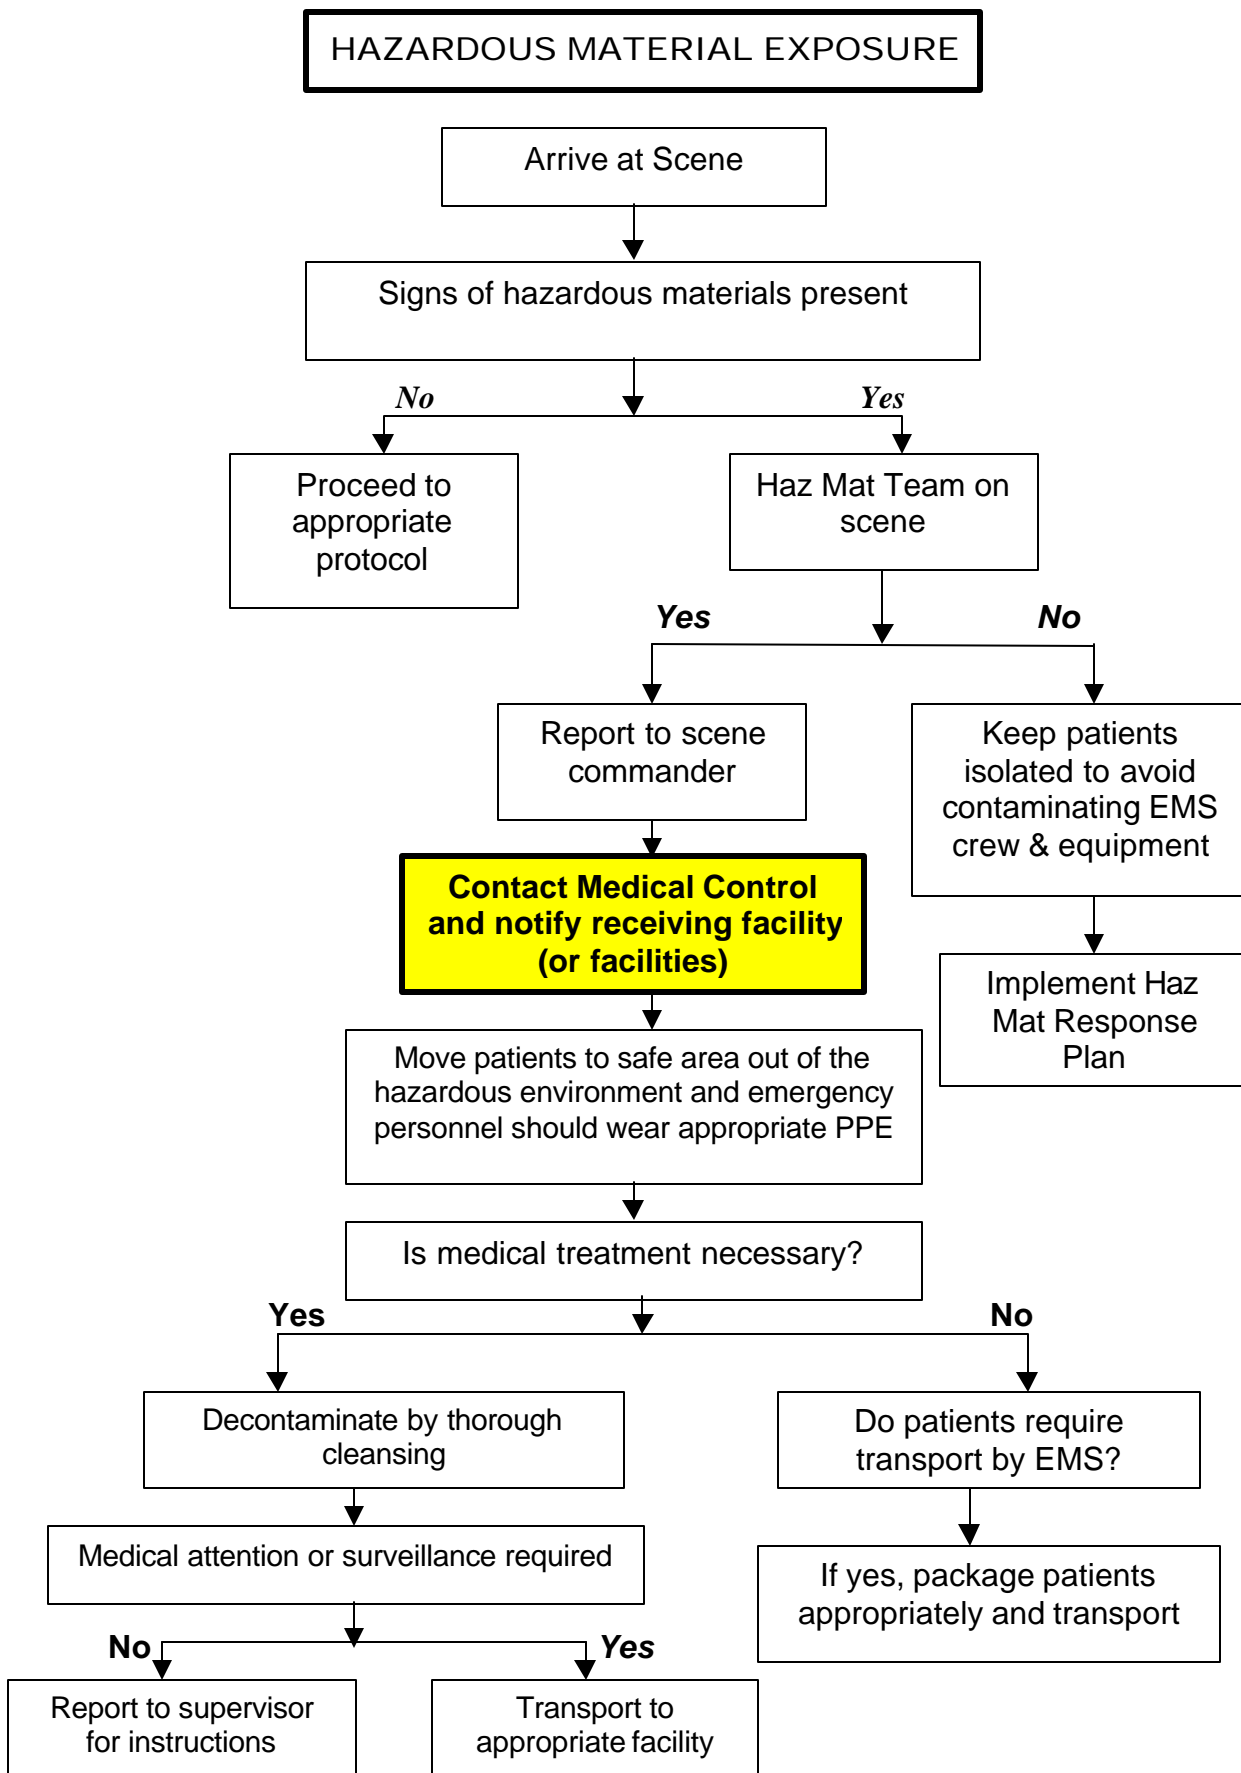 HAZARDOUS MATERIAL EXPOSURE
Arrive at Scene
Signs of hazardous materials present
No
Yes
Proceed to
appropriate
protocol
Haz Mat Team on
scene
Yes
No
Report to scene
commander
Keep patients
isolated to avoid
contaminating EMS
crew & equipment
Contact Medical Control
and notify receiving facility
(or facilities)
Implement Haz
Mat Response
Plan
Move patients to safe area out of the
hazardous environment and emergency
personnel should wear appropriate PPE
Is medical treatment necessary?
Yes
No
Decontaminate by thorough
cleansing
Do patients require
transport by EMS?
Medical attention or surveillance required
If yes, package patients
appropriately and transport
No
Yes
Report to supervisor
for instructions
Transport to
appropriate facility